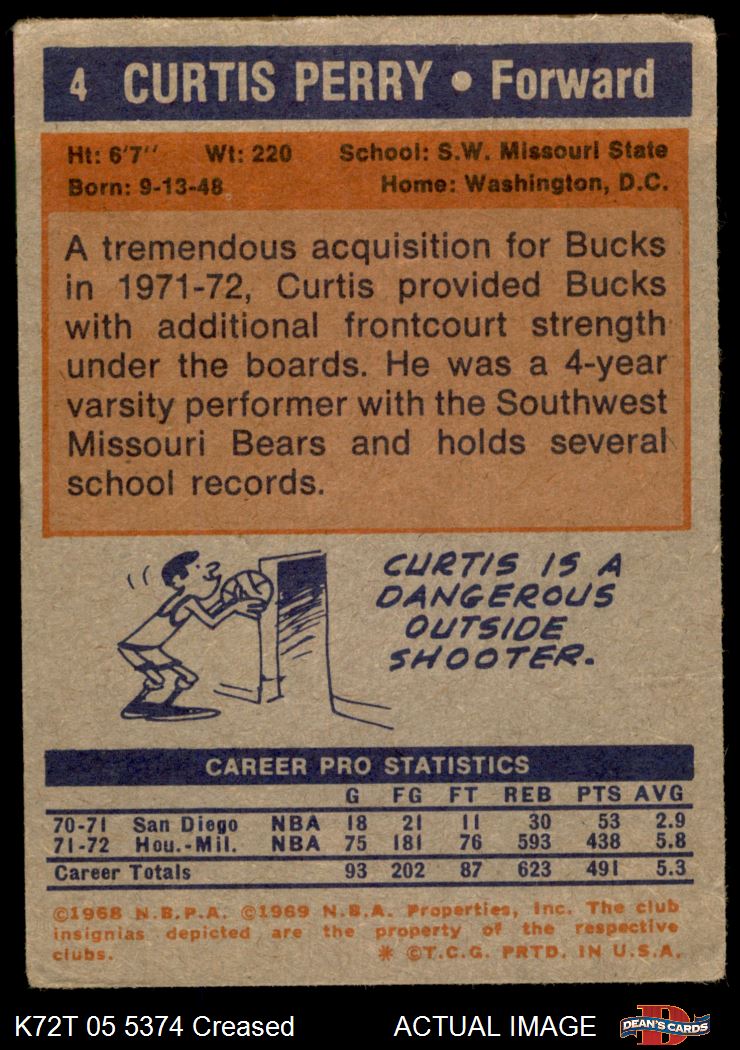 4 CURTIS PERRY • Forward
Ht: 6'7" Wt: 220 School: S.W. Missouri State
Born: 9-13-48 Home: Washington, D.C.
A tremendous acquisition for Bucks
in 1971-72, Curtis provided Bucks
with additional frontcourt strength
under the boards. He was a 4-year
varsity performer with the Southwest
Missouri Bears and holds several
school records.
CURTIS IS A
DANGEROUS
OUTSIDE
SHOOTER.
CAREER PRO STATISTICS
G FG FT REB PTS AVG
70-71 San Diego NBA 18 21 11 30 53 2.9
71-72 Hou.-Mil. NBA 75 181 76 593 438 5.8
Career Totals 93 202 87 623 491 5.3
©1968 N.B.P.A. ©1969 N.B.A. Properties, Inc. The club
insignias depicted are the property of the respective
clubs. * ©T.C.G. PRTD. IN U.S.A.
K72T 05 5374 Creased ACTUAL IMAGE
D
DEAN'S CARDS